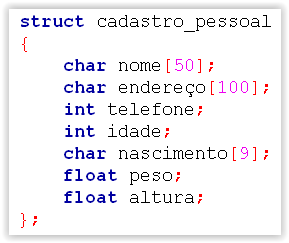 struct cadastro_pessoal
{
char nome[50];
char endereço[100];
int telefone;
int idade;
char nascimento[9];
float peso;
float altura;
};